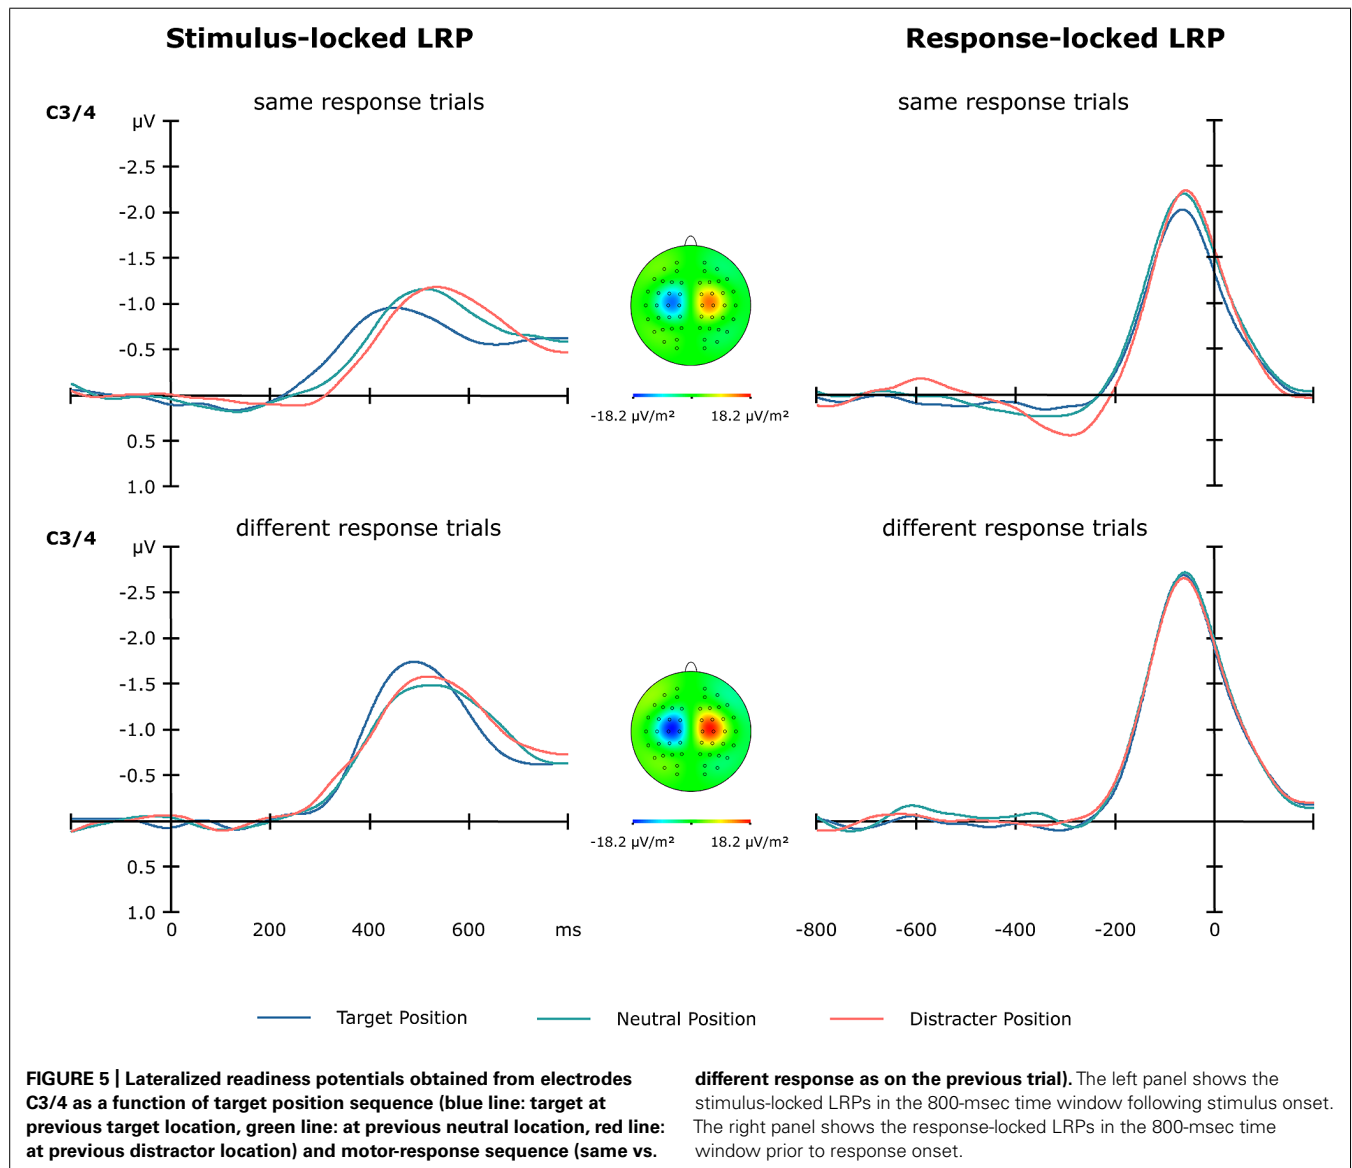 Stimulus-locked LRP
Response-locked LRP
same response trials
same response trials
C3/4
µV
-2.5
-2.0
-1.5
-1.0
-0.5
0.5
1.0
-18.2 µV/m²
18.2 µV/m²
different response trials
different response trials
C3/4
µV
-2.5
-2.0
-1.5
-1.0
-0.5
0.5
1.0
-18.2 µV/m²
18.2 µV/m²
0
200
400
600
ms
-800
-600
-400
-200
0
Target Position
Neutral Position
Distracter Position
FIGURE 5 | Lateralized readiness potentials obtained from electrodes
C3/4 as a function of target position sequence (blue line: target at
previous target location, green line: at previous neutral location, red line:
at previous distractor location) and motor-response sequence (same vs.
different response as on the previous trial). The left panel shows the
stimulus-locked LRPs in the 800-msec time window following stimulus onset.
The right panel shows the response-locked LRPs in the 800-msec time
window prior to response onset.